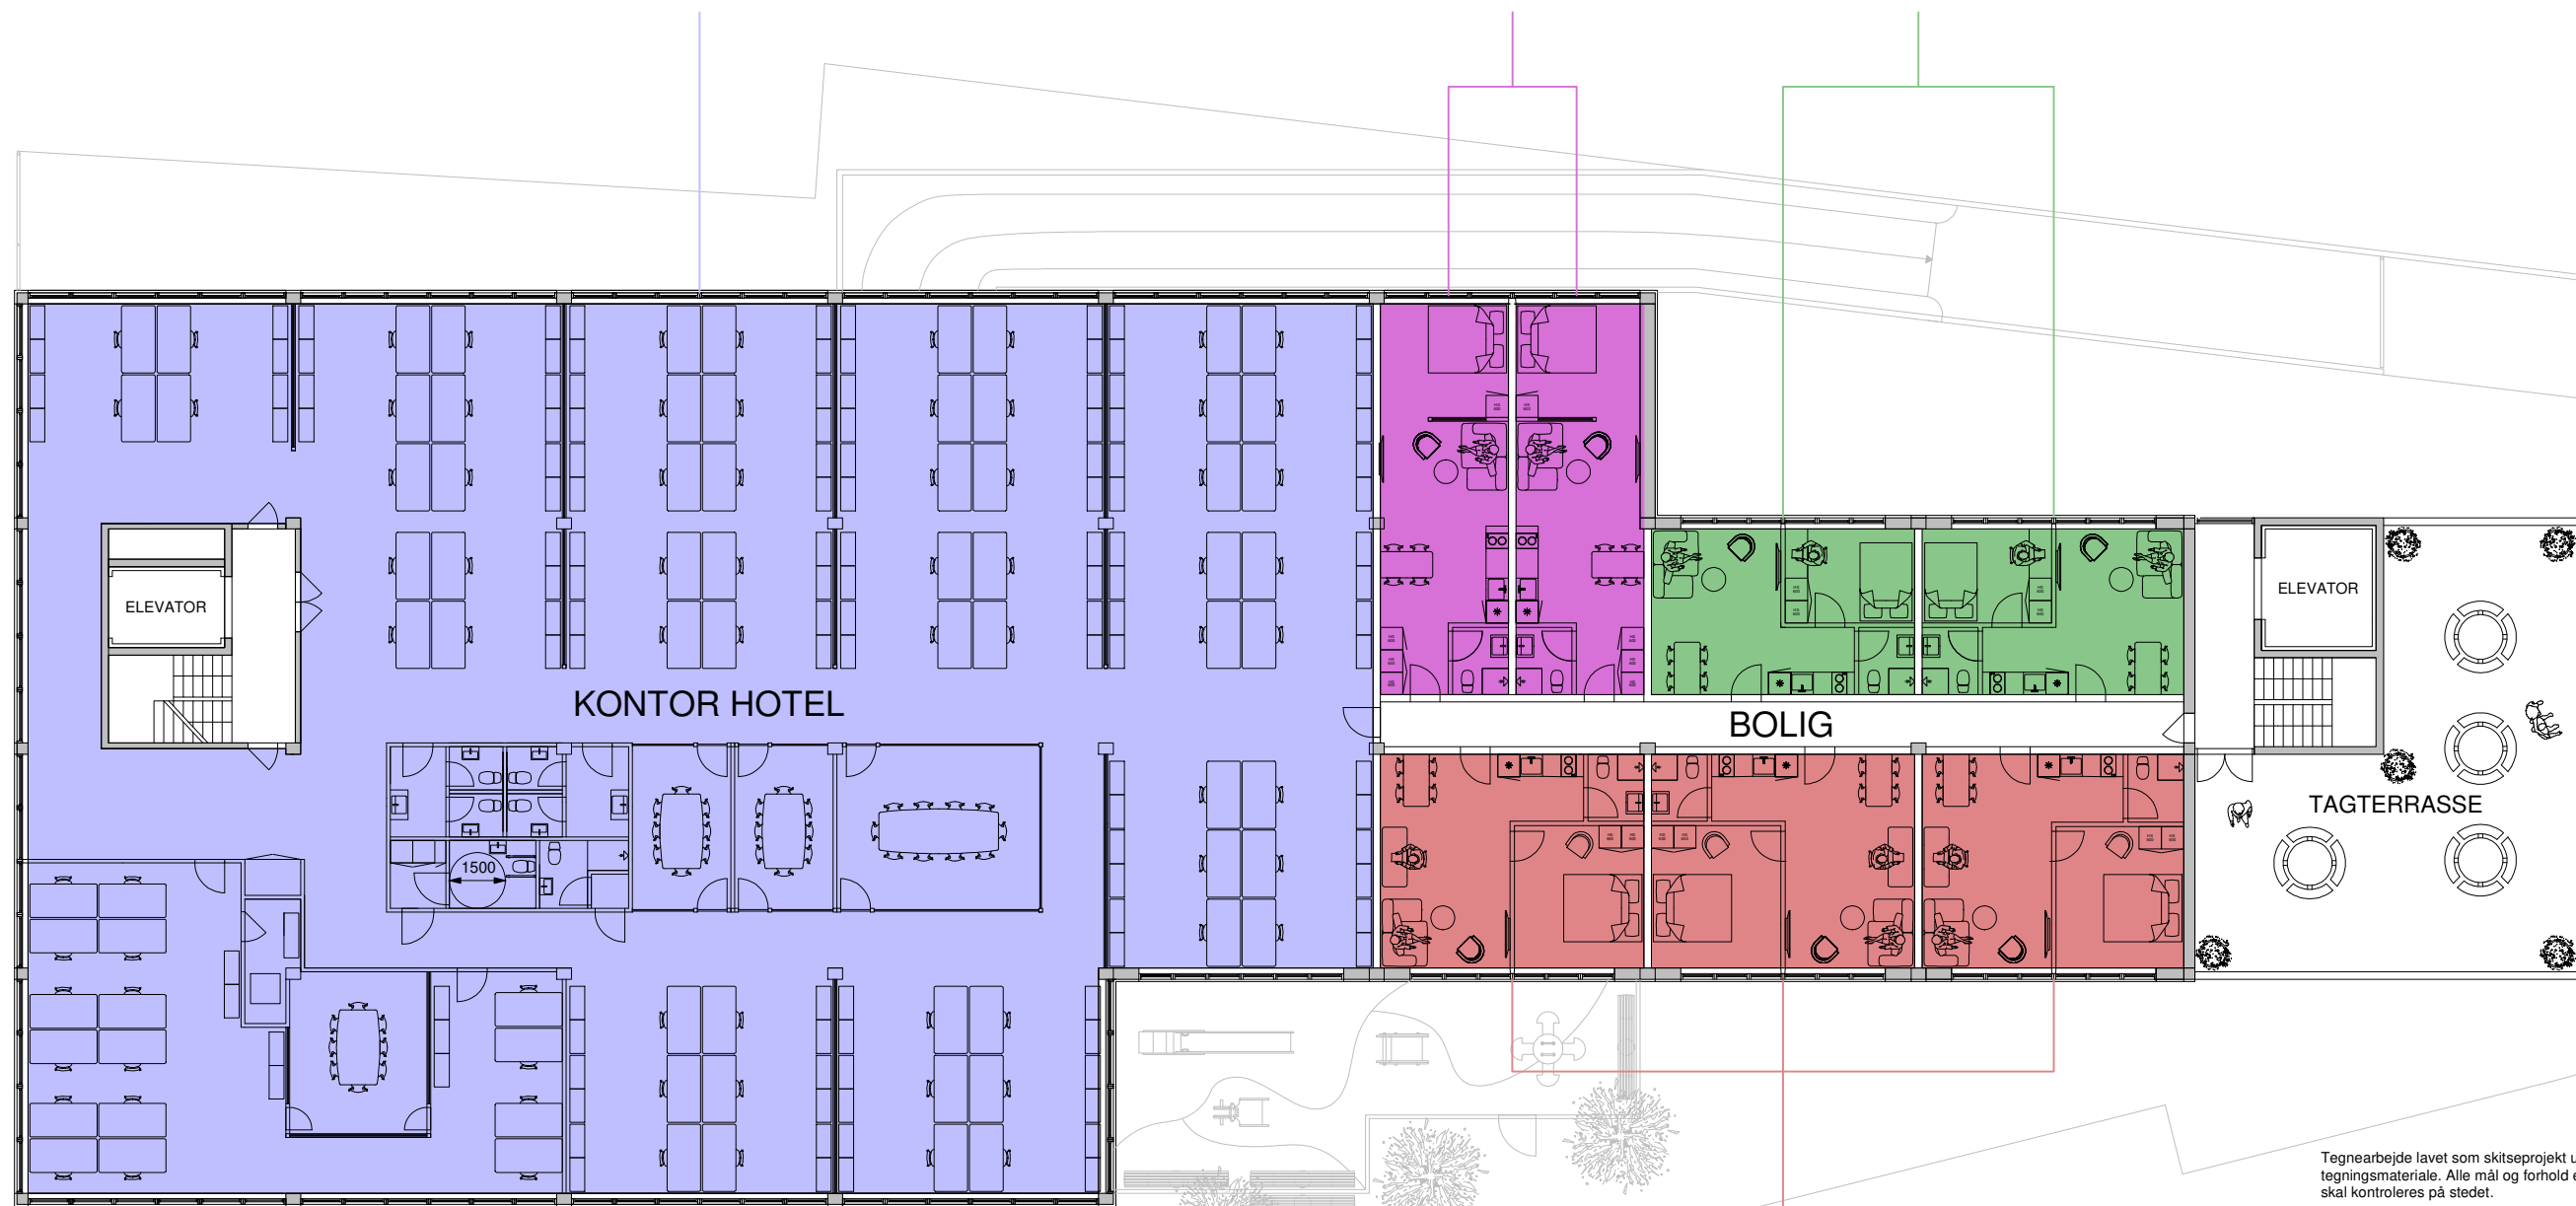 ELEVATOR
ELEVATOR
KONTOR HOTEL
BOLIG
TAGTERRASSE
1500
Tegnearbejde lavet som skitseprojekt
tegningsmateriale. Alle mål og forhold
skal kontroleres på stedet.